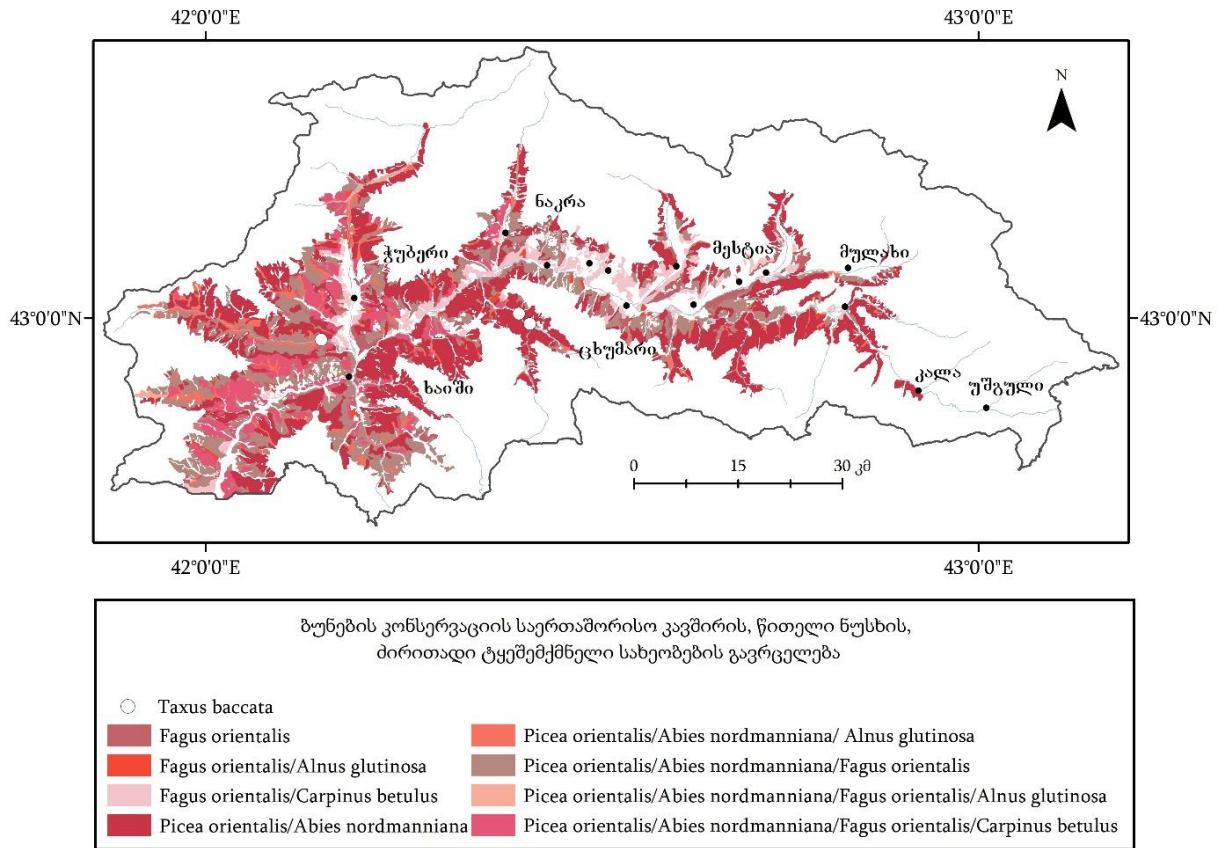 42°0'0"E 43°0'0"E
N
ნაკრა
ჭუბერი
მესტია
მულახი
43°0'0"N 43°0'0"N
ცხუმარი
ხაიში
კალა
უშგული
0 15 30 კმ
42°0'0"E 43°0'0"E
ბუნების კონსერვაციის საერთაშორისო კავშირის, წითელი ნუსხის,
ძირითადი ტყეშემქმნელი სახეობების გავრცელება
Taxus baccata
Fagus orientalis
Fagus orientalis/Alnus glutinosa
Fagus orientalis/Carpinus betulus
Picea orientalis/Abies nordmanniana
Picea orientalis/Abies nordmanniana/ Alnus glutinosa
Picea orientalis/Abies nordmanniana/Fagus orientalis
Picea orientalis/Abies nordmanniana/Fagus orientalis/Alnus glutinosa
Picea orientalis/Abies nordmanniana/Fagus orientalis/Carpinus betulus